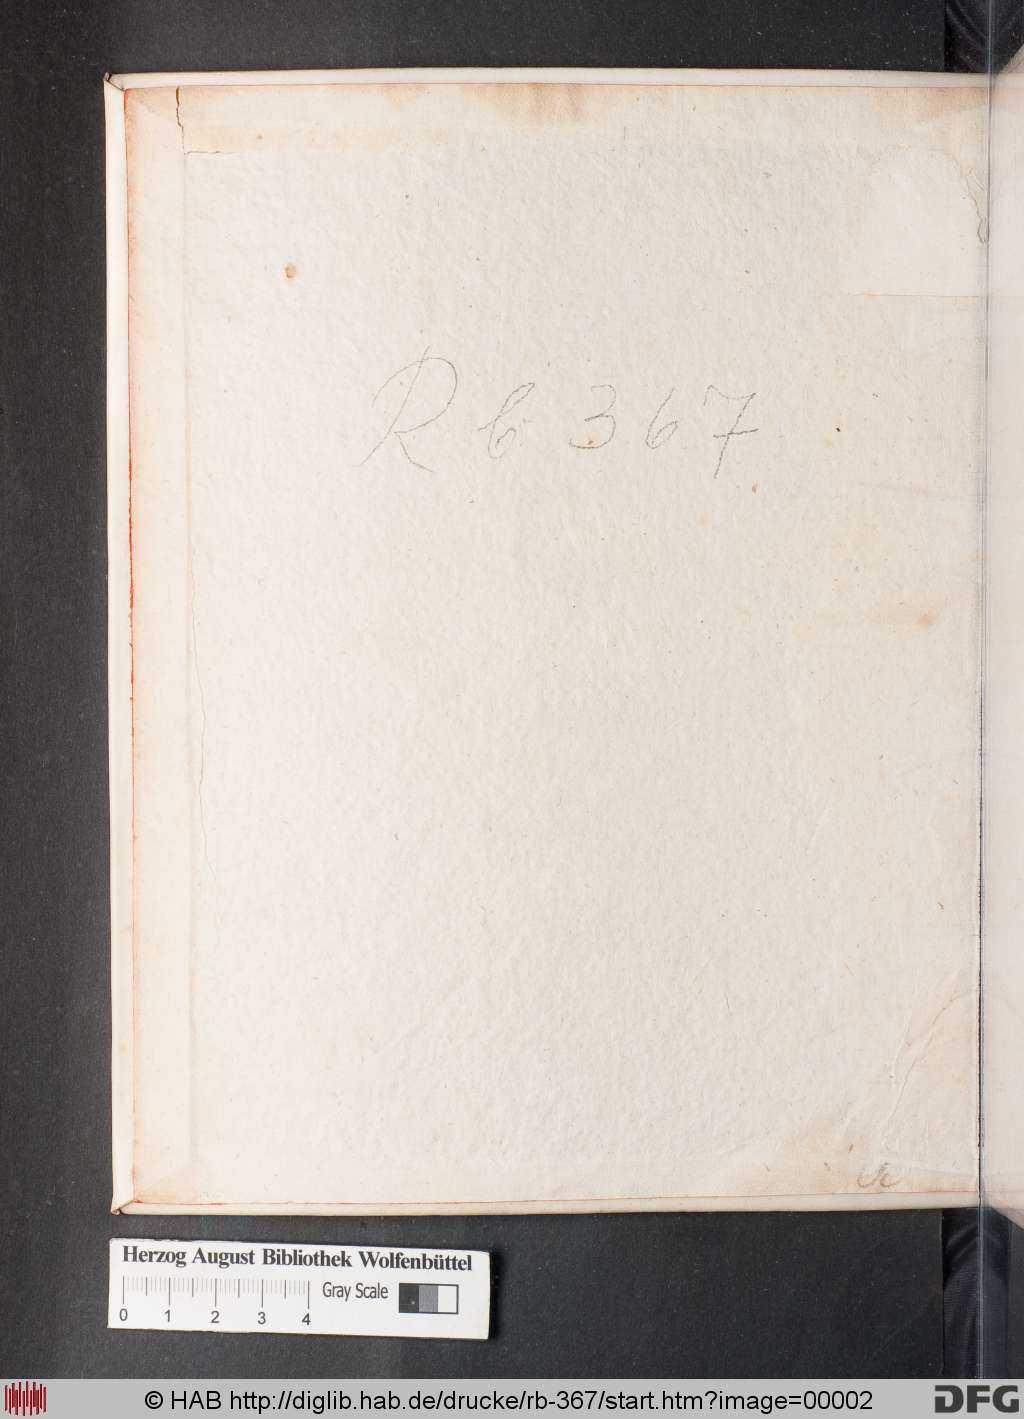 R b 367
Herzog August Bibliothek Wolfenbüttel
Gray Scale
0 1 2 3 4
© HAB http://diglib.hab.de/drucke/rb-367/start.htm?image=00002
DFG